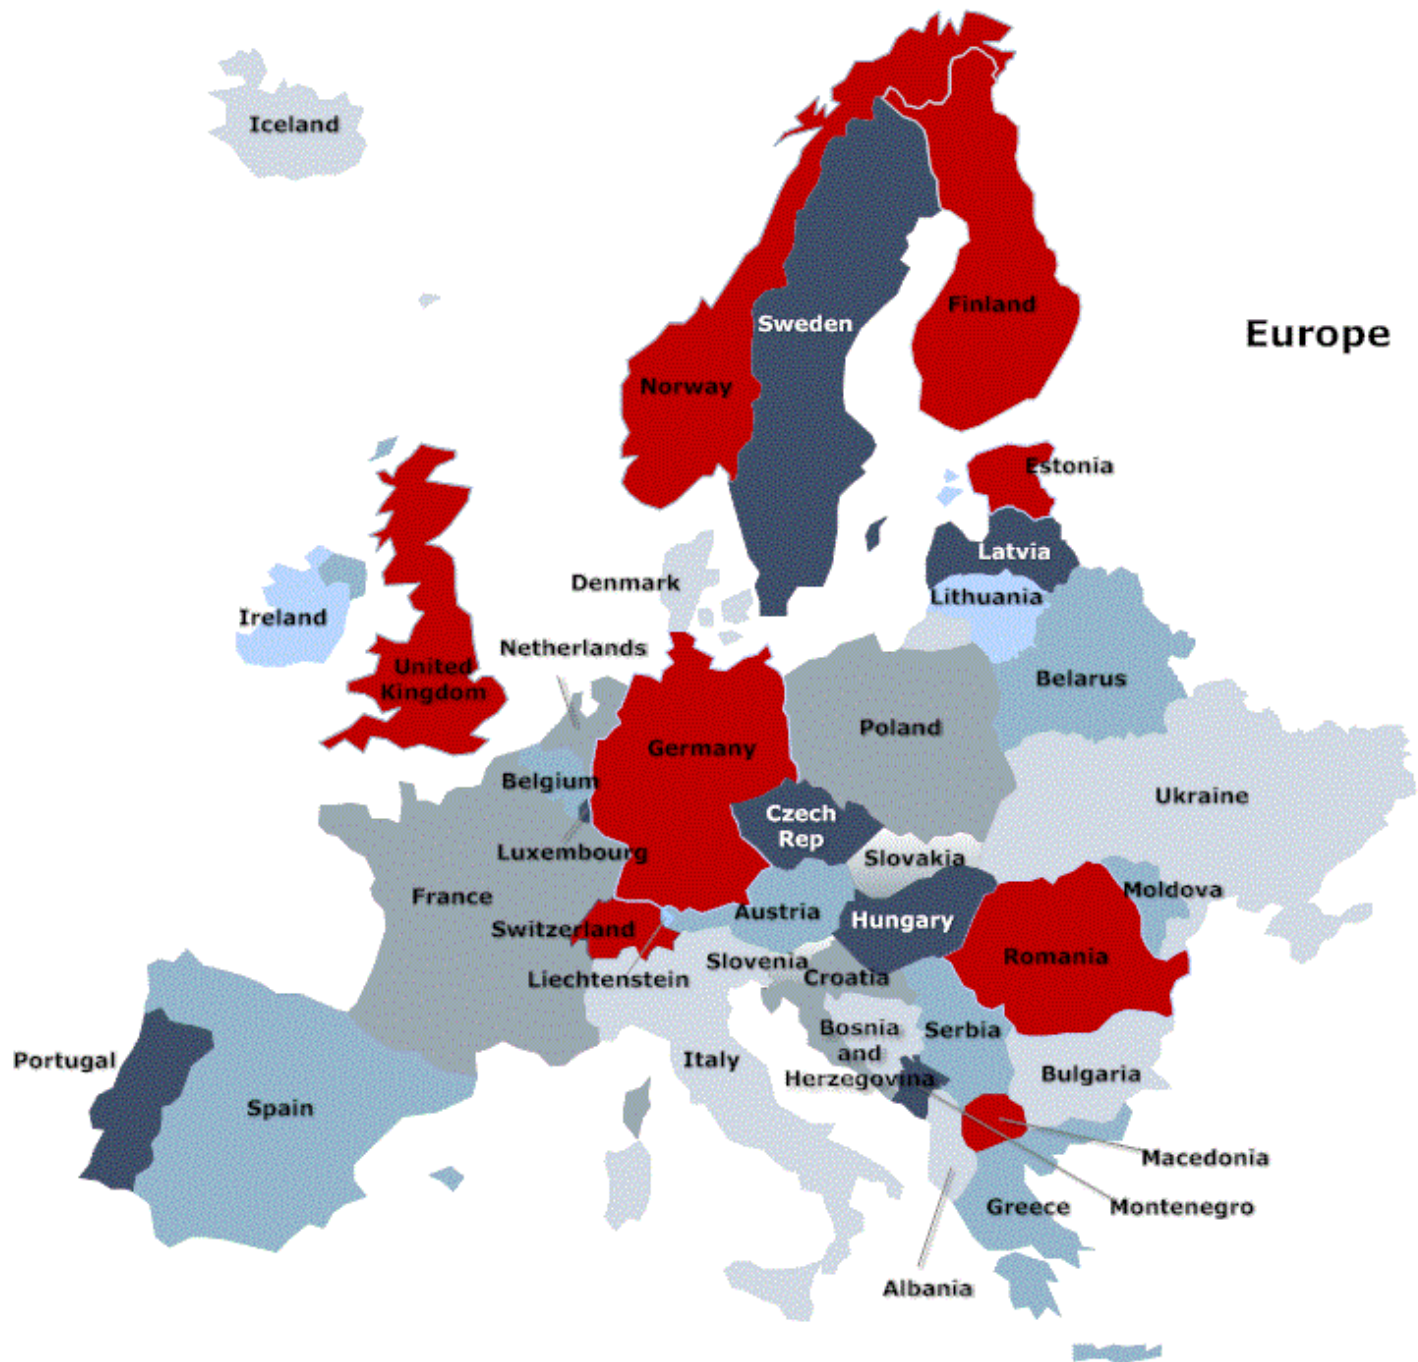 Iceland
Sweden
Finland
Europe
Norway
Estonia
Latvia
Denmark
Lithuania
Ireland
Netherlands
United
Kingdom
Belarus
Poland
Germany
Belgium
Ukraine
Czech
Rep
Luxembourg
Slovakia
France
Moldova
Austria
Hungary
Switzerland
Romania
Slovenia
Liechtenstein
Croatia
Bosnia
and
Herzegovina
Serbia
Portugal
Italy
Bulgaria
Spain
Macedonia
Greece
Montenegro
Albania